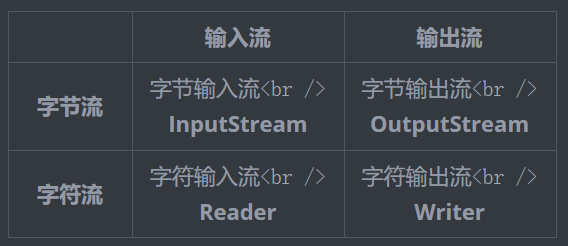 输入流 输出流
字节流 字节输入流<br /> 字节输出流<br />
InputStream OutputStream
字符流 字符输入流<br /> 字符输出流<br />
Reader Writer